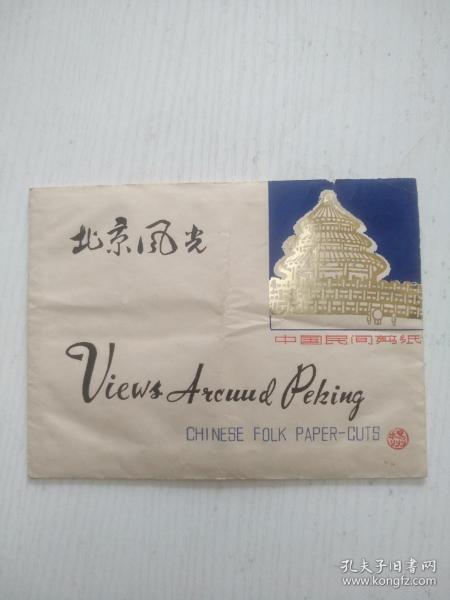 北京风光
中国民间剪纸
Views Around Peking
CHINESE FOLK PAPER-CUTS
孔夫子旧书网
www.kongfz.com